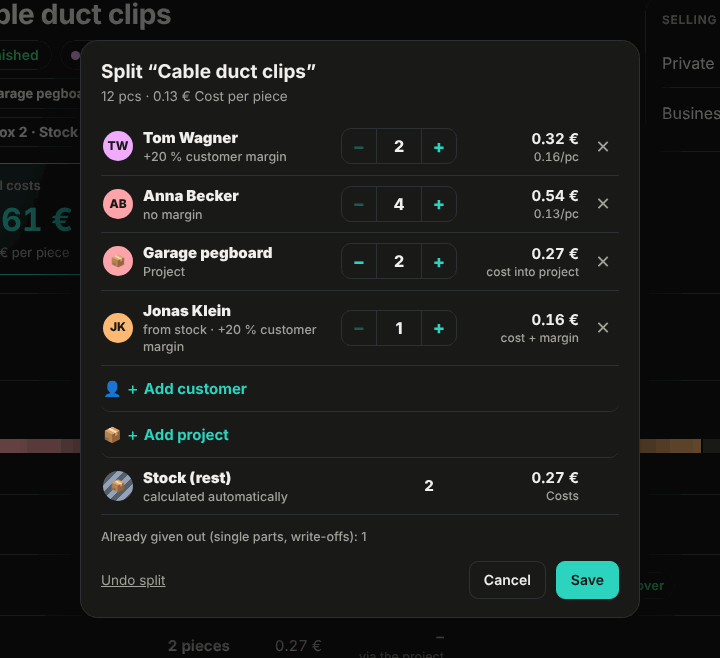 ble duct clips
SELLING
ished
Private
Busines
arage pegboa
ox 2 · Stock
l costs
61 €
€ per piece
Split “Cable duct clips”
12 pcs · 0.13 € Cost per piece
TW
Tom Wagner
+20 % customer margin
− 2 +
0.32 €
0.16/pc
×
AB
Anna Becker
no margin
− 4 +
0.54 €
0.13/pc
×
Garage pegboard
Project
− 2 +
0.27 €
cost into project
×
JK
Jonas Klein
from stock · +20 % customer
margin
− 1 +
0.16 €
cost + margin
×
+ Add customer
+ Add project
Stock (rest)
calculated automatically
2
0.27 €
Costs
Already given out (single parts, write-offs): 1
Undo split
Cancel
Save
over
2 pieces
0.27 €
–
via the project